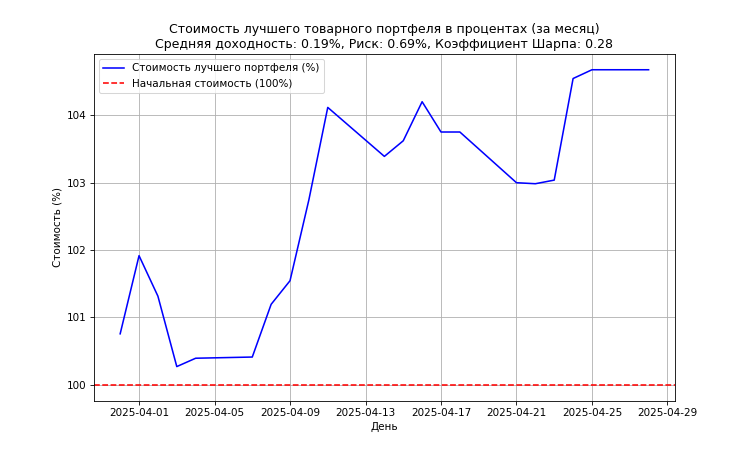 Стоимость лучшего товарного портфеля в процентах (за месяц)
Средняя доходность: 0.19%, Риск: 0.69%, Коэффициент Шарпа: 0.28
Стоимость лучшего портфеля (%)
Начальная стоимость (100%)
Стоимость (%)
104
103
102
101
100
2025-04-01 2025-04-05 2025-04-09 2025-04-13 2025-04-17 2025-04-21 2025-04-25 2025-04-29
День